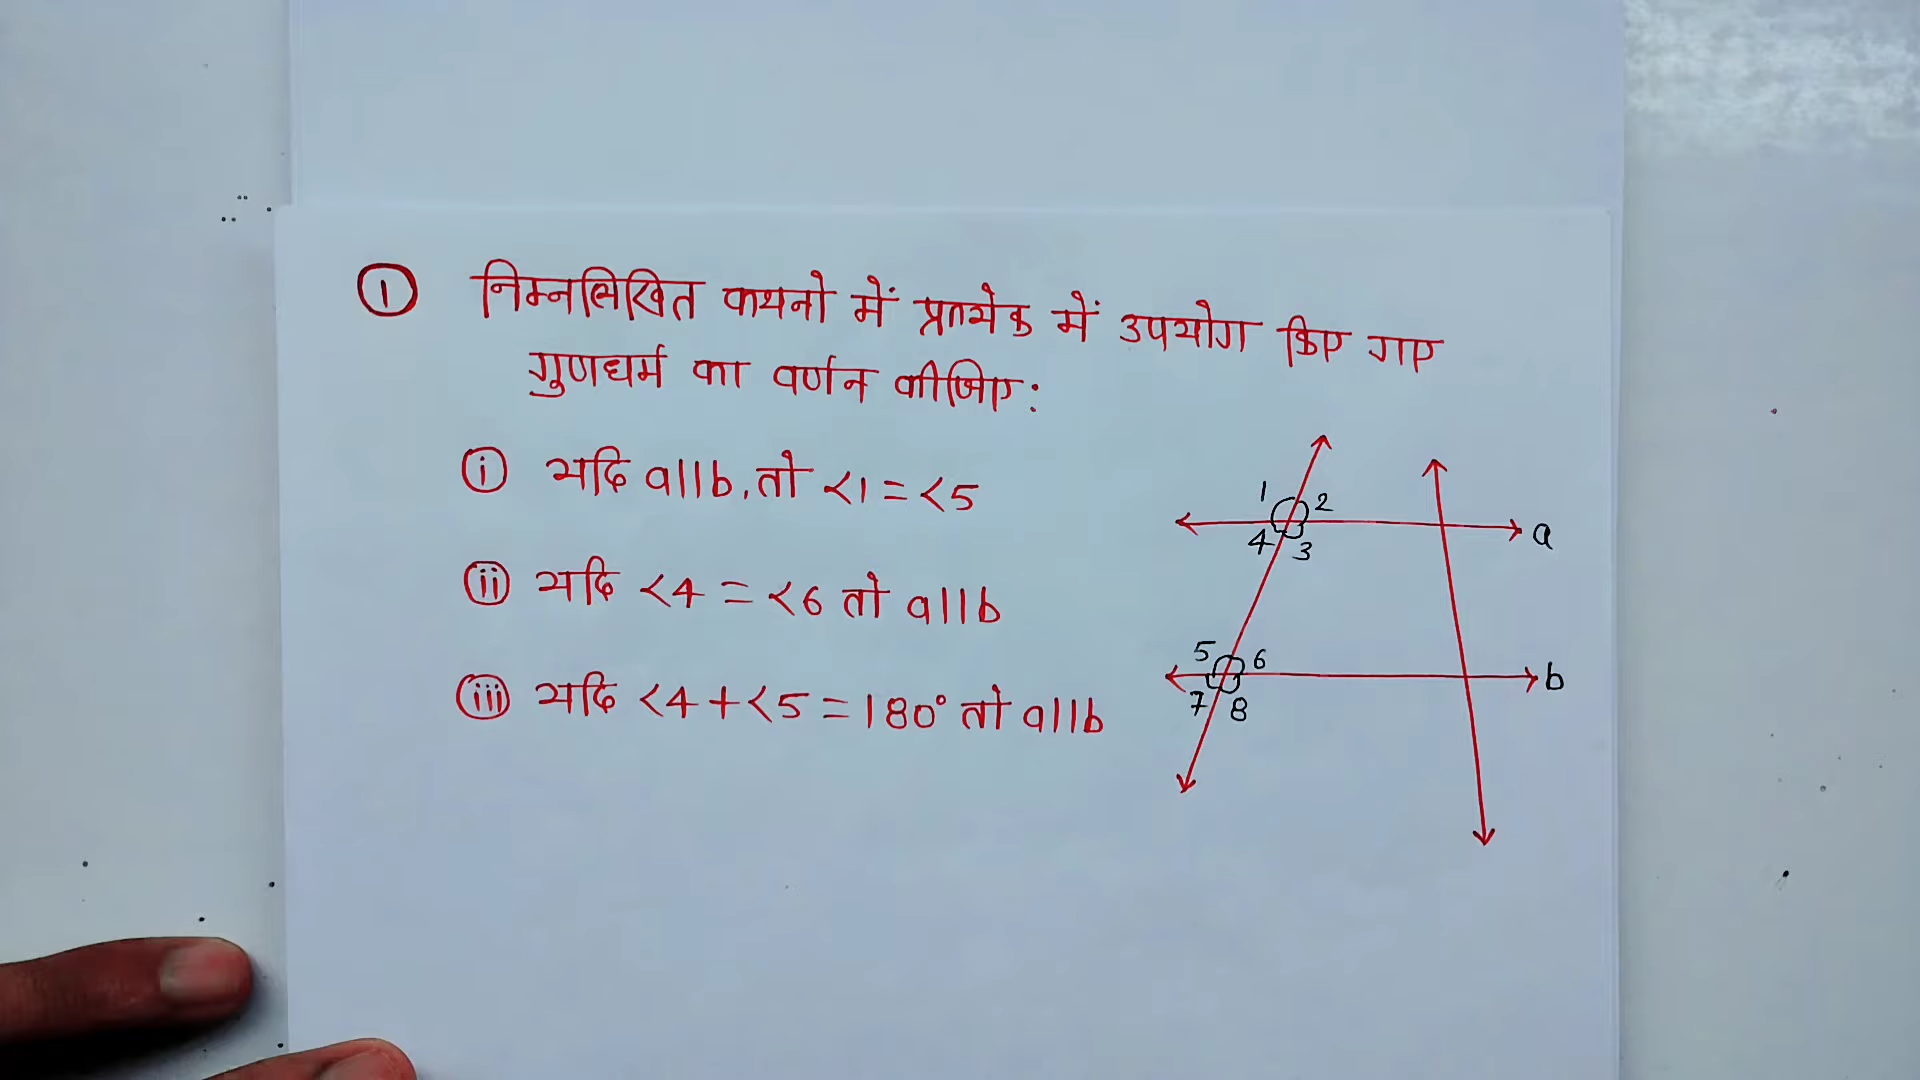 ① निम्नलिखित कथनो में प्रत्येक में उपयोग किए गए
गुणधर्म का वर्णन कीजिए:
ⓘ यदि a||b, तो <1 = <5
ⓘⓘ यदि <4 = <6 तो a||b
ⓘⓘⓘ यदि <4 + <5 = 180° तो a||b
1 2
a
4 3
5 6
b
7 8